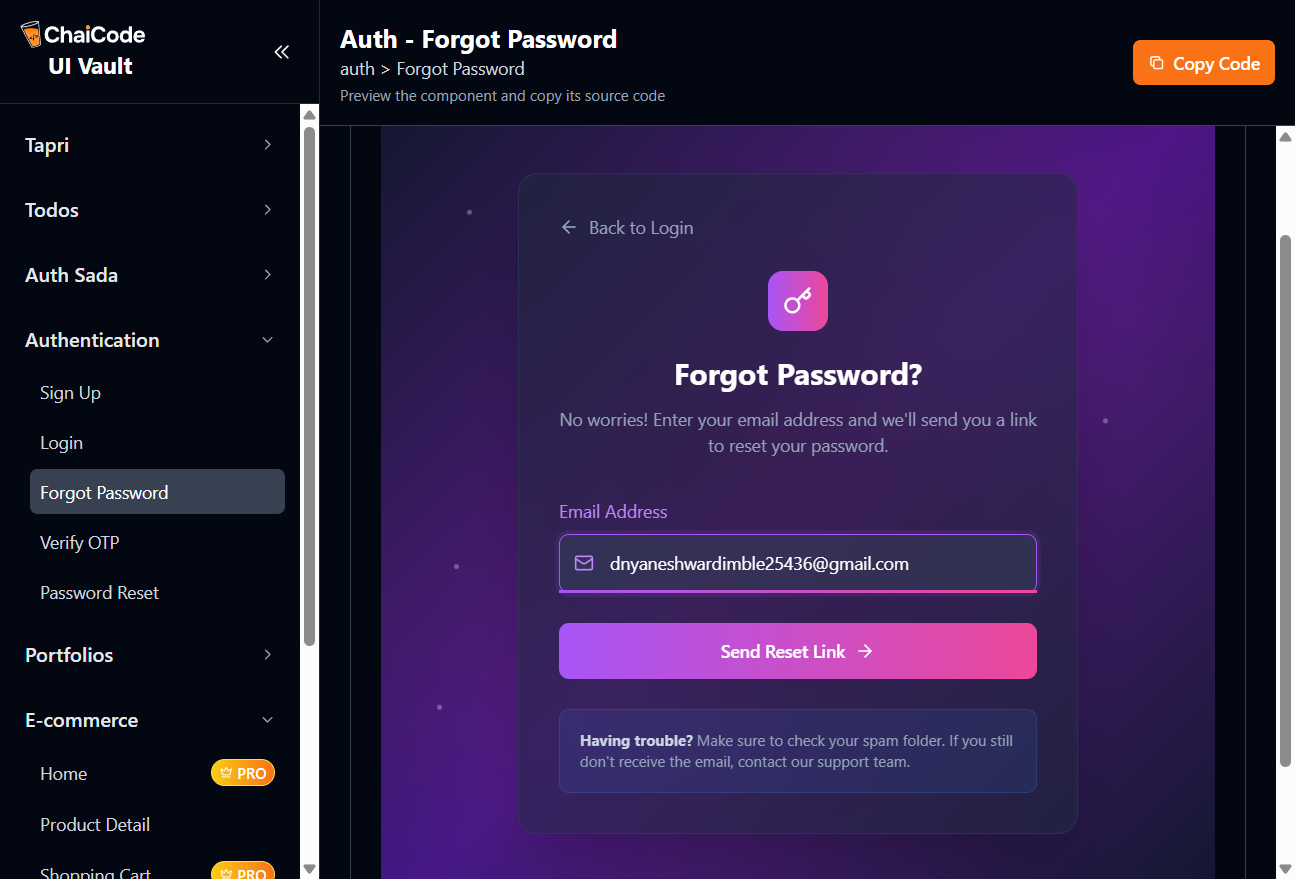 ChaiCode
UI Vault
Auth - Forgot Password
auth > Forgot Password
Preview the component and copy its source code
Copy Code
Tapri
Todos
Auth Sada
Authentication
Sign Up
Login
Forgot Password
Verify OTP
Password Reset
Portfolios
E-commerce
Home PRO
Product Detail
Shopping Cart PRO
Back to Login
Forgot Password?
No worries! Enter your email address and we'll send you a link
to reset your password.
Email Address
dnyaneshwardimble25436@gmail.com
Send Reset Link
Having trouble? Make sure to check your spam folder. If you still
don't receive the email, contact our support team.